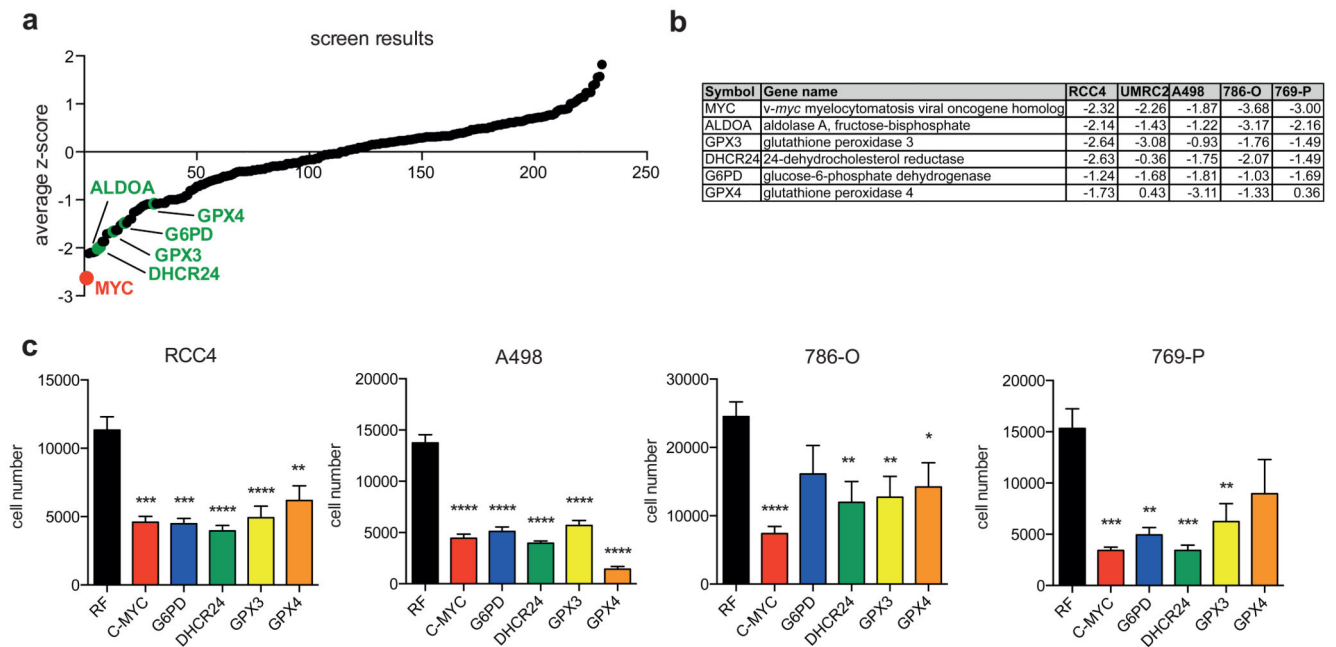 a
screen results
average z-score
2
1
0
-1
-2
-3
50
100
150
200
250
ALDOA
GPX4
G6PD
GPX3
DHCR24
MYC
b
Symbol Gene name RCC4 UMRC2 A498 786-O 769-P
MYC v-myc myelocytomatosis viral oncogene homolog -2.32 -2.26 -1.87 -3.68 -3.00
ALDOA aldolase A, fructose-bisphosphate -2.14 -1.43 -1.22 -3.17 -2.16
GPX3 glutathione peroxidase 3 -2.64 -3.08 -0.93 -1.76 -1.49
DHCR24 24-dehydrocholesterol reductase -2.63 -0.36 -1.75 -2.07 -1.49
G6PD glucose-6-phosphate dehydrogenase -1.24 -1.68 -1.81 -1.03 -1.69
GPX4 glutathione peroxidase 4 -1.73 0.43 -3.11 -1.33 0.36
c
RCC4
cell number
15000
10000
5000
0
*** *** **** **** **
RF C-MYC G6PD DHCR24 GPX3 GPX4
A498
cell number
20000
15000
10000
5000
0
**** **** **** **** ****
RF C-MYC G6PD DHCR24 GPX3 GPX4
786-O
cell number
30000
20000
10000
0
**** ** ** *
RF C-MYC G6PD DHCR24 GPX3 GPX4
769-P
cell number
20000
15000
10000
5000
0
*** ** *** **
RF C-MYC G6PD DHCR24 GPX3 GPX4